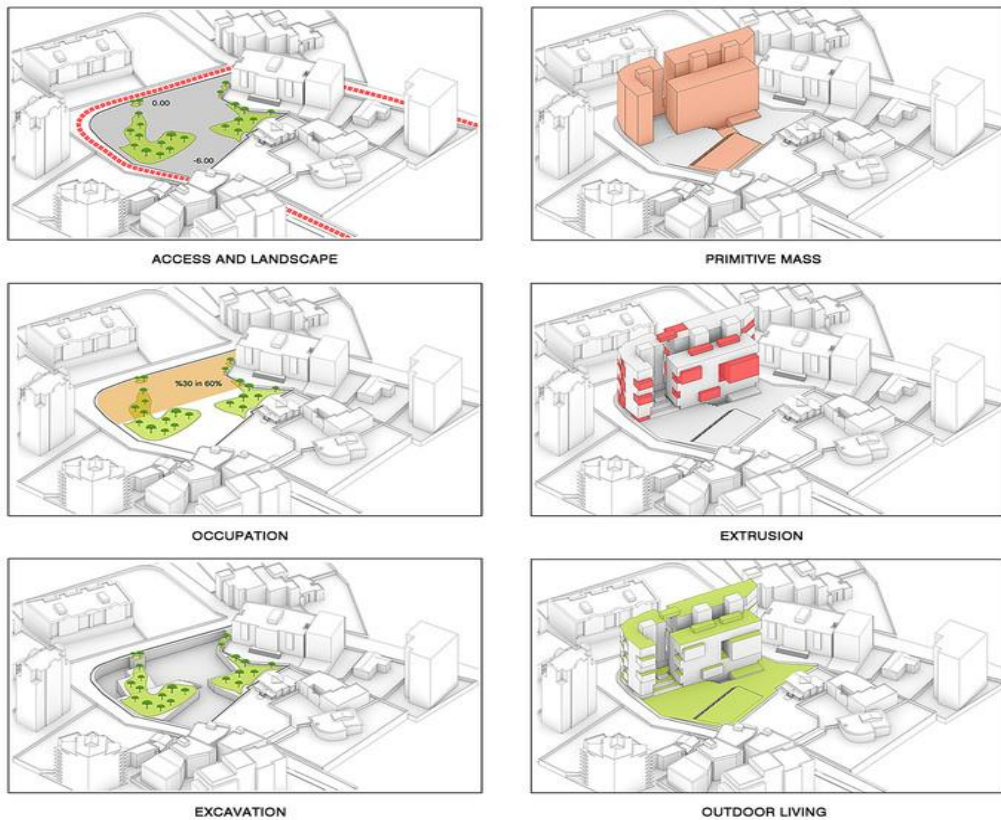 0.00
-6.00
ACCESS AND LANDSCAPE
PRIMITIVE MASS
%30 in 60%
OCCUPATION
EXTRUSION
EXCAVATION
OUTDOOR LIVING